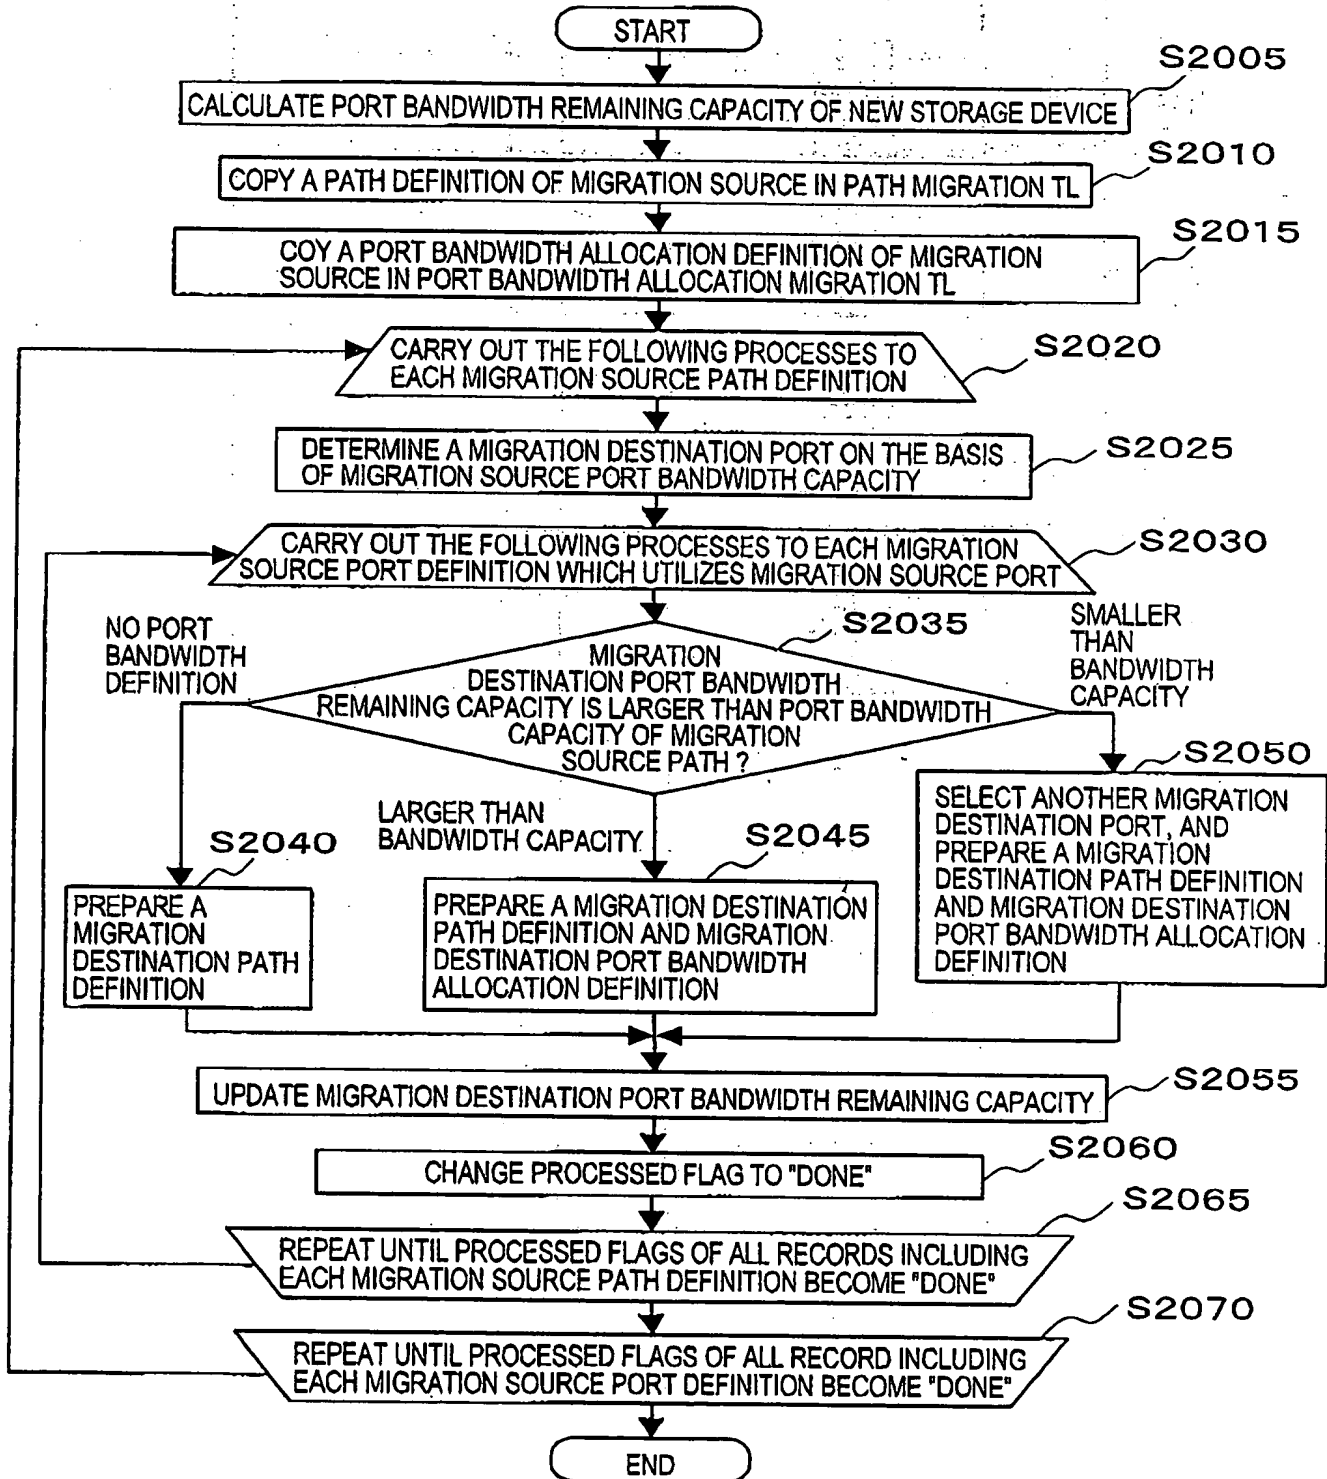 START
S2005
CALCULATE PORT BANDWIDTH REMAINING CAPACITY OF NEW STORAGE DEVICE
S2010
COPY A PATH DEFINITION OF MIGRATION SOURCE IN PATH MIGRATION TL
S2015
COY A PORT BANDWIDTH ALLOCATION DEFINITION OF MIGRATION
SOURCE IN PORT BANDWIDTH ALLOCATION MIGRATION TL
S2020
CARRY OUT THE FOLLOWING PROCESSES TO
EACH MIGRATION SOURCE PATH DEFINITION
S2025
DETERMINE A MIGRATION DESTINATION PORT ON THE BASIS
OF MIGRATION SOURCE PORT BANDWIDTH CAPACITY
S2030
CARRY OUT THE FOLLOWING PROCESSES TO EACH MIGRATION
SOURCE PORT DEFINITION WHICH UTILIZES MIGRATION SOURCE PORT
S2035
MIGRATION
DESTINATION PORT BANDWIDTH
REMAINING CAPACITY IS LARGER THAN PORT BANDWIDTH
CAPACITY OF MIGRATION
SOURCE PATH ?
NO PORT
BANDWIDTH
DEFINITION
SMALLER
THAN
BANDWIDTH
CAPACITY
LARGER THAN
BANDWIDTH CAPACITY
S2040
PREPARE A
MIGRATION
DESTINATION PATH
DEFINITION
S2045
PREPARE A MIGRATION DESTINATION
PATH DEFINITION AND MIGRATION
DESTINATION PORT BANDWIDTH
ALLOCATION DEFINITION
S2050
SELECT ANOTHER MIGRATION
DESTINATION PORT, AND
PREPARE A MIGRATION
DESTINATION PATH DEFINITION
AND MIGRATION DESTINATION
PORT BANDWIDTH ALLOCATION
DEFINITION
S2055
UPDATE MIGRATION DESTINATION PORT BANDWIDTH REMAINING CAPACITY
S2060
CHANGE PROCESSED FLAG TO "DONE"
S2065
REPEAT UNTIL PROCESSED FLAGS OF ALL RECORDS INCLUDING
EACH MIGRATION SOURCE PATH DEFINITION BECOME "DONE"
S2070
REPEAT UNTIL PROCESSED FLAGS OF ALL RECORD INCLUDING
EACH MIGRATION SOURCE PORT DEFINITION BECOME "DONE"
END